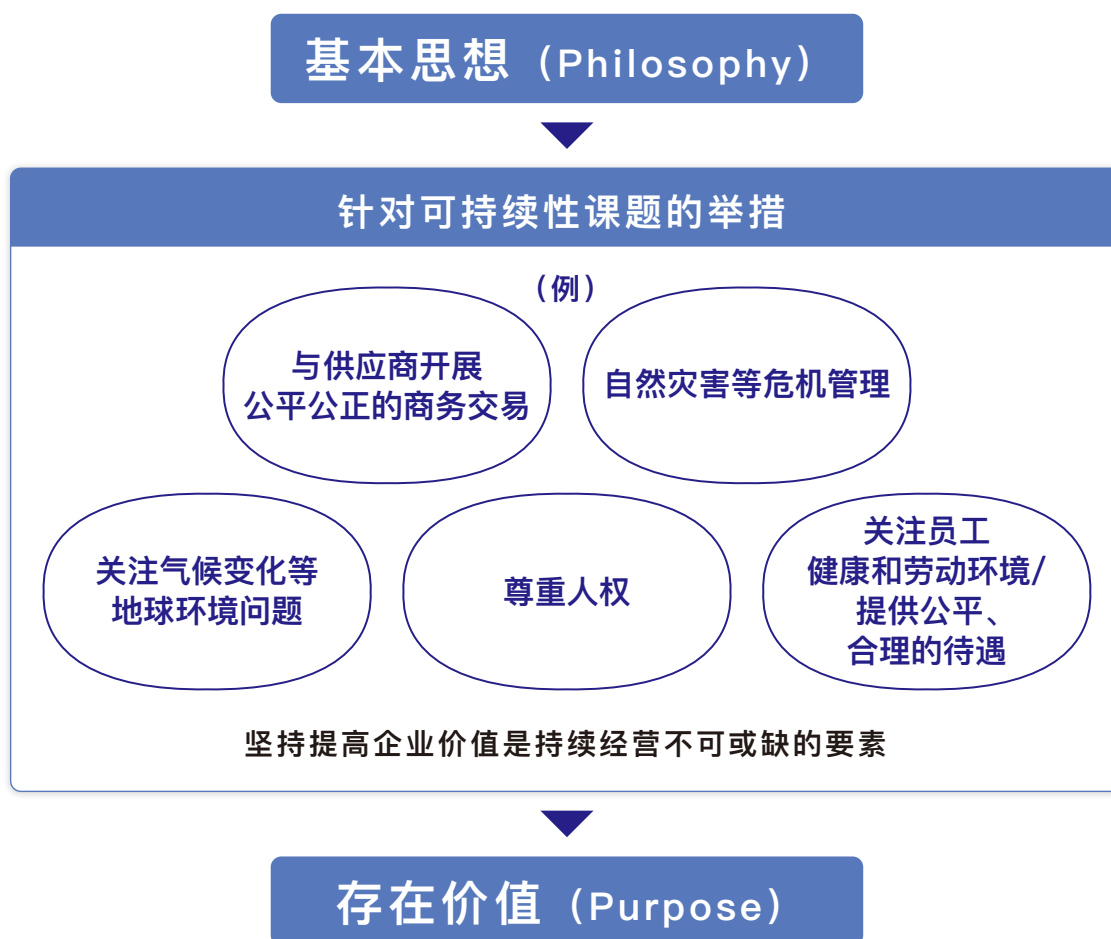 基本思想（Philosophy）
针对可持续性课题的举措
（例）
与供应商开展
公平公正的商务交易
自然灾害等危机管理
关注气候变化等
地球环境问题
尊重人权
关注员工
健康和劳动环境/
提供公平、
合理的待遇
坚持提高企业价值是持续经营不可或缺的要素
存在价值（Purpose）